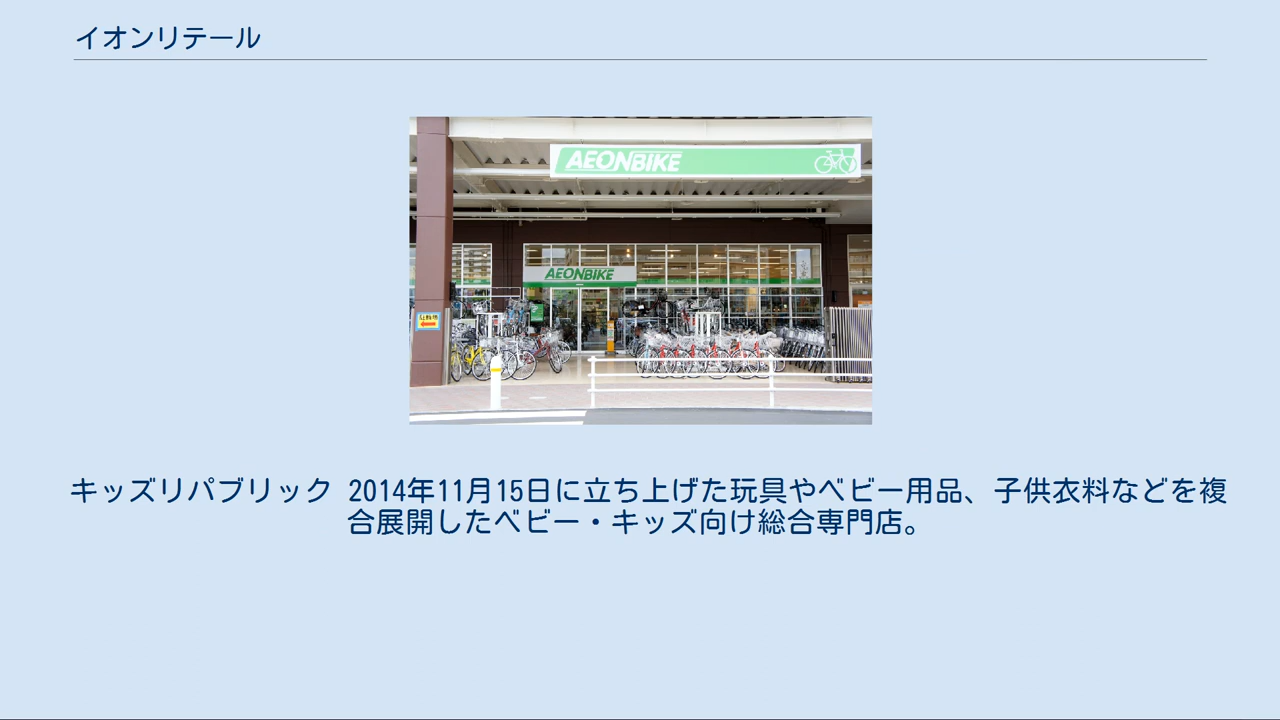 イオンリテール
AEONBIKE
AEONBIKE
キッズリパブリック 2014年11月15日に立ち上げた玩具やベビー用品、子供衣料などを複
合展開したベビー・キッズ向け総合専門店。